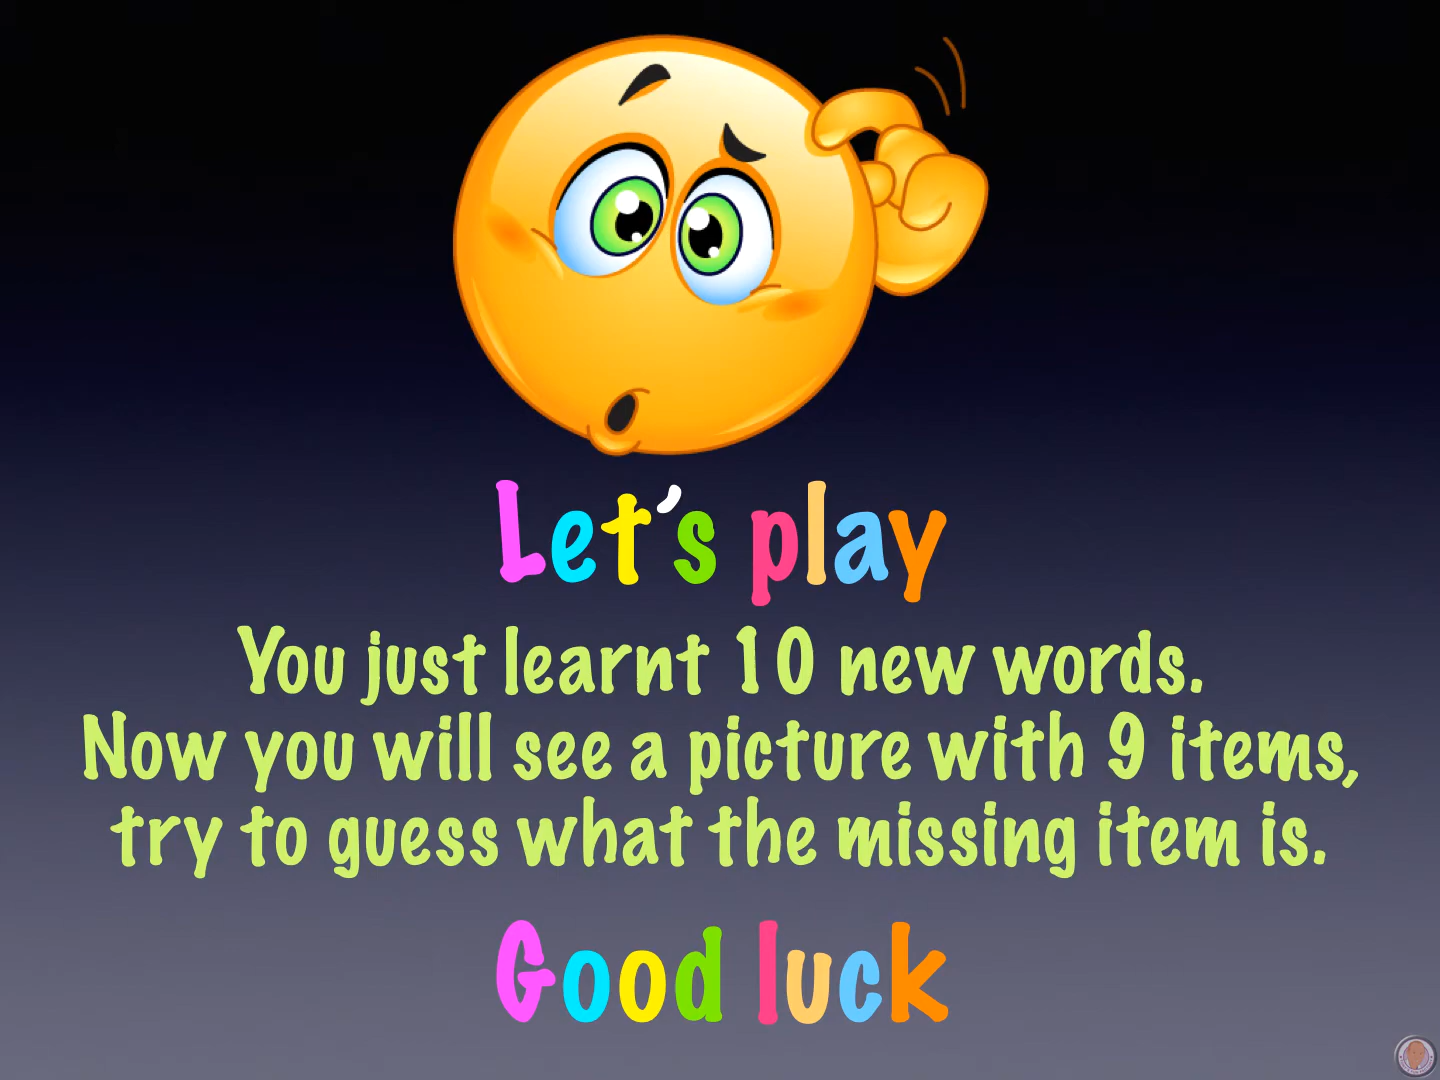 Let's play
You just learnt 10 new words.
Now you will see a picture with 9 items,
try to guess what the missing item is.
Good luck